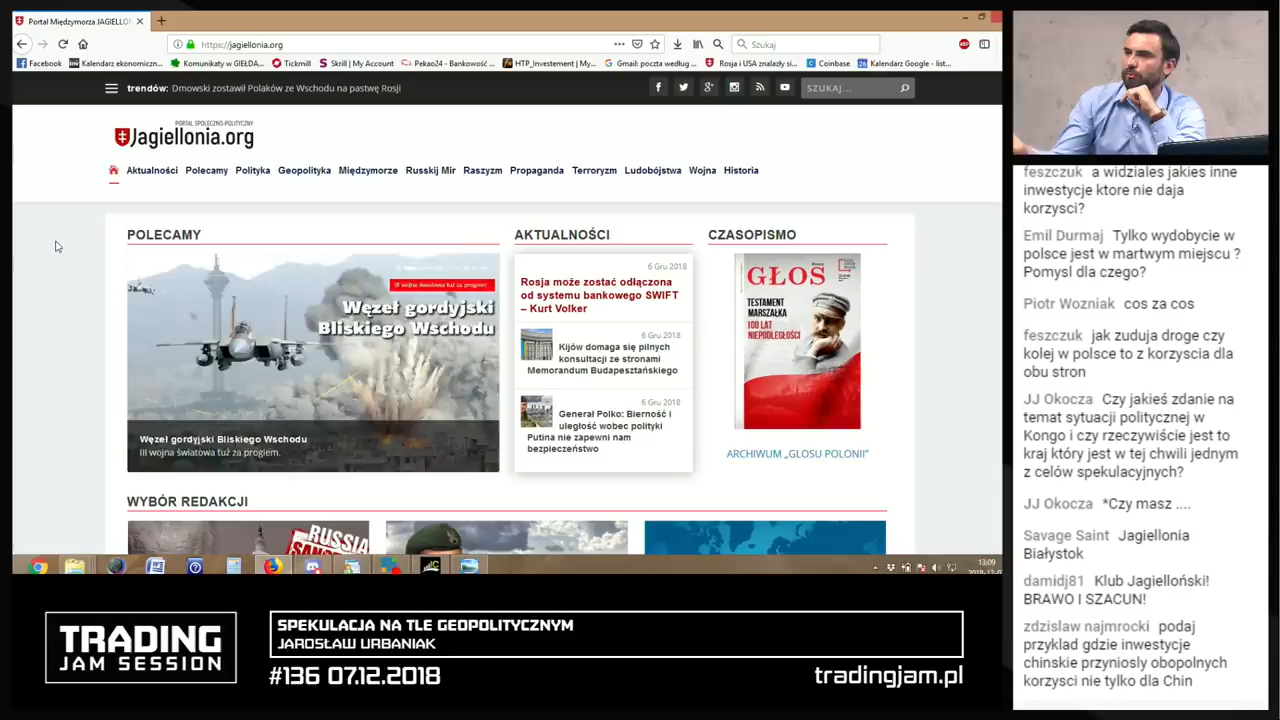 Portal Międzymorza JAGIELLON
https://jagiellonia.org
Szukaj
Facebook
Kalendarz ekonomiczn...
Komunikaty w GIEŁDA...
Tickmill
Skrill | My Account
Pekao24 - Bankowość ...
HTP_Investement | My...
Gmail: poczta według ...
Rosja i USA znalazły si...
Coinbase
Kalendarz Google - list...
ABP
trendów: Dmowski zostawił Polaków ze Wschodu na pastwę Rosji
SZUKAJ...
PORTAL SPOŁECZNO-POLITYCZNY
Jagiellonia.org
Aktualności Polecamy Polityka Geopolityka Międzymorze Russkij Mir Raszyzm Propaganda Terroryzm Ludobójstwa Wojna Historia
POLECAMY
III wojna światowa tuż za progiem!
Węzeł gordyjski
Bliskiego Wschodu
Węzeł gordyjski Bliskiego Wschodu
III wojna światowa tuż za progiem.
AKTUALNOŚCI
6 Gru 2018
Rosja może zostać odłączona
od systemu bankowego SWIFT
– Kurt Volker
6 Gru 2018
Kijów domaga się pilnych
konsultacji ze stronami
Memorandum Budapesztańskiego
6 Gru 2018
Generał Polko: Bierność i
uległość wobec polityki
Putina nie zapewni nam
bezpieczeństwo
CZASOPISMO
GŁOS
TESTAMENT
MARSZAŁKA
100 LAT
NIEPODLEGŁOŚCI
ARCHIWUM „GŁOSU POLONII”
WYBÓR REDAKCJI
RUSSIA
13:09
TRADING
JAM SESSION
SPEKULACJA NA TLE GEOPOLITYCZNYM
JAROSŁAW URBANIAK
#136 07.12.2018
tradingjam.pl
feszczuk a widziales jakies inne
inwestycje ktore nie daja
korzysci?
Emil Durmaj Tylko wydobycie w
polsce jest w martwym miejscu ?
Pomysl dla czego?
Piotr Wozniak cos za cos
feszczuk jak zuduja droge czy
kolej w polsce to z korzyscia dla
obu stron
JJ Okocza Czy jakieś zdanie na
temat sytuacji politycznej w
Kongo i czy rzeczywiście jest to
kraj który jest w tej chwili jednym
z celów spekulacyjnych?
JJ Okocza *Czy masz ....
Savage Saint Jagiellonia
Białystok
damidj81 Klub Jagielloński!
BRAWO I SZACUN!
zdzislaw najmrocki podaj
przyklad gdzie inwestycje
chinskie przyniosly obopolnych
korzysci nie tylko dla Chin